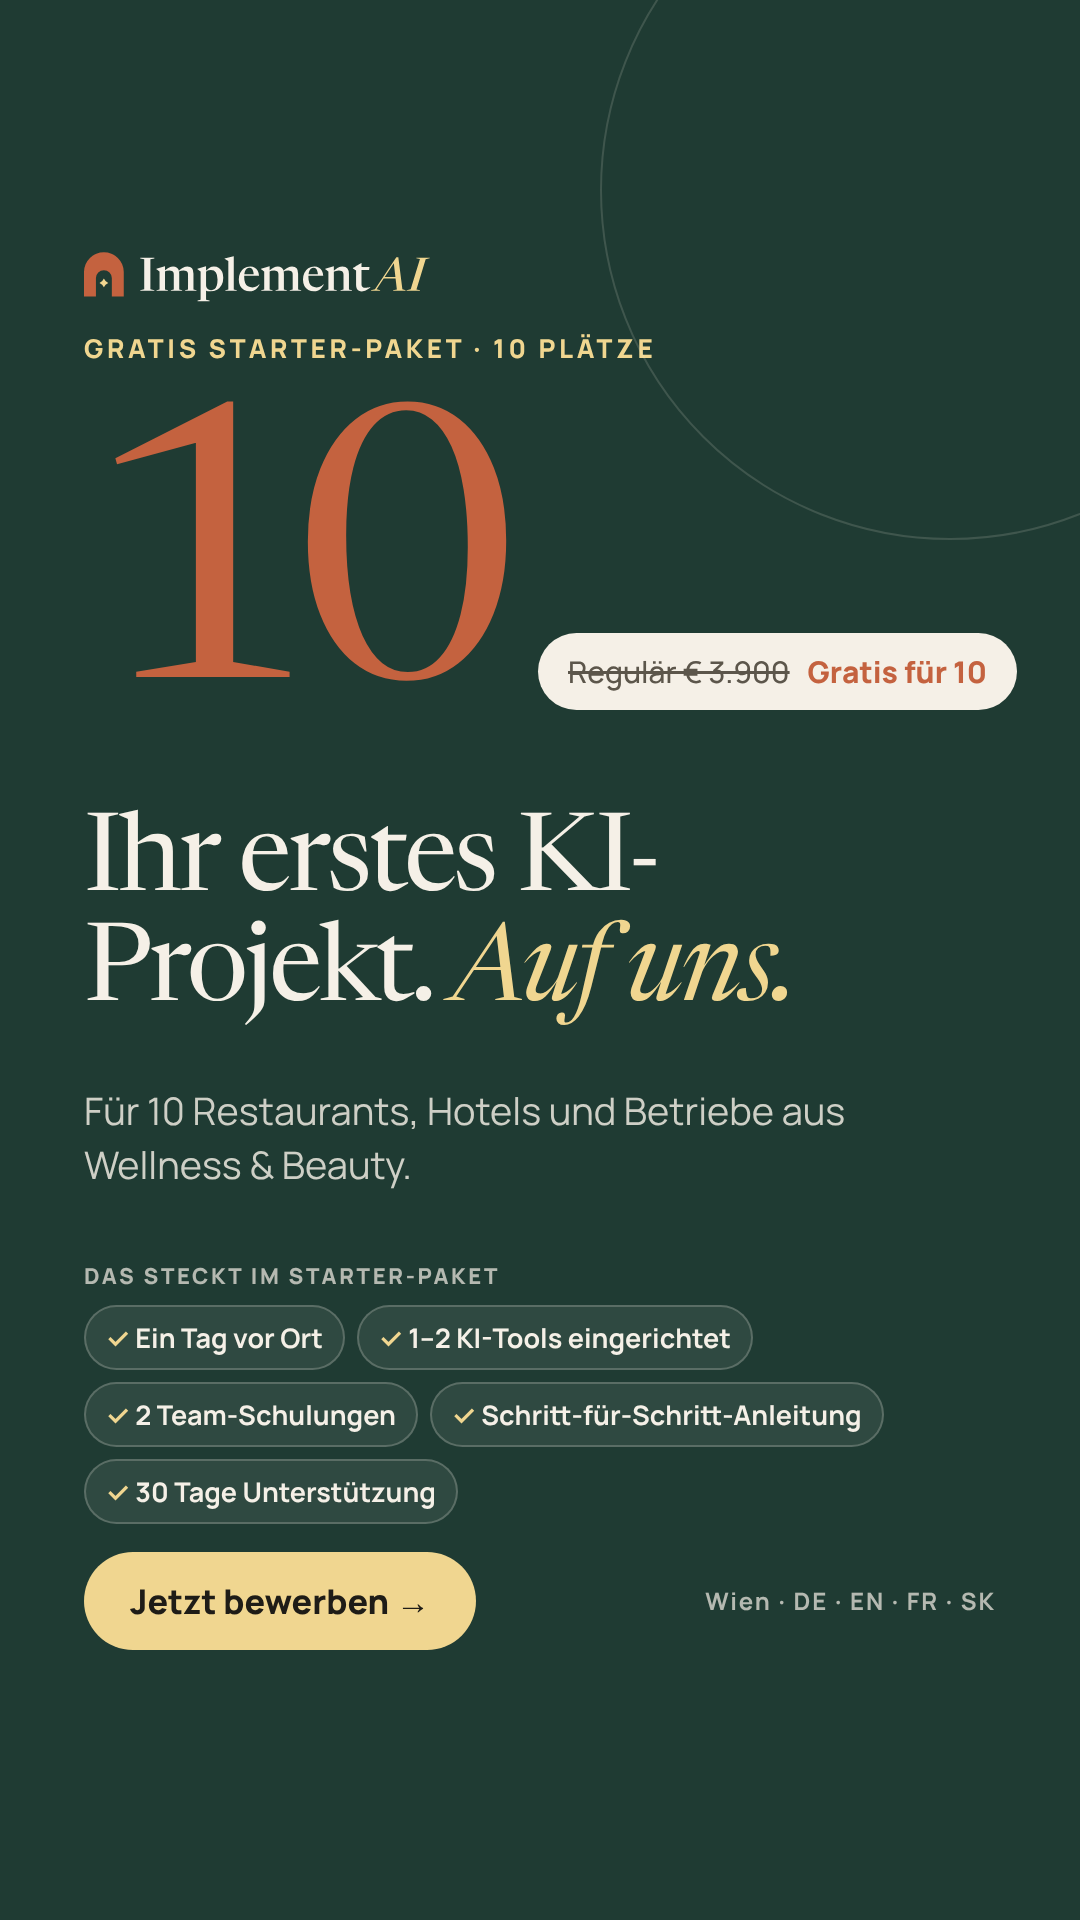 ImplementAI
GRATIS STARTER-PAKET · 10 PLÄTZE
10
Regulär € 3.900 Gratis für 10
Ihr erstes KI-
Projekt. Auf uns.
Für 10 Restaurants, Hotels und Betriebe aus
Wellness & Beauty.
DAS STECKT IM STARTER-PAKET
✓ Ein Tag vor Ort ✓ 1–2 KI-Tools eingerichtet
✓ 2 Team-Schulungen ✓ Schritt-für-Schritt-Anleitung
✓ 30 Tage Unterstützung
Jetzt bewerben → Wien · DE · EN · FR · SK